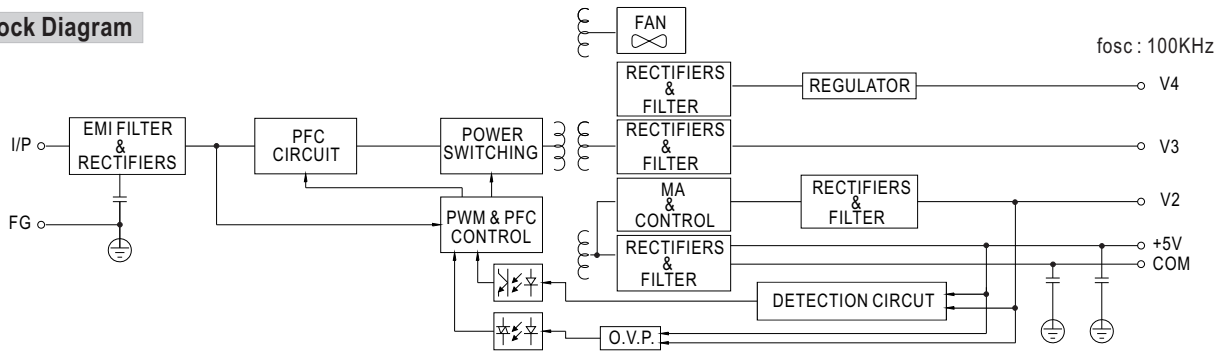 ock Diagram
FAN
fosc : 100KHz
RECTIFIERS
&
FILTER
REGULATOR
V4
I/P
EMI FILTER
&
RECTIFIERS
PFC
CIRCUIT
POWER
SWITCHING
RECTIFIERS
&
FILTER
V3
FG
PWM & PFC
CONTROL
MA
&
CONTROL
RECTIFIERS
&
FILTER
V2
RECTIFIERS
&
FILTER
+5V
COM
DETECTION CIRCUT
O.V.P.